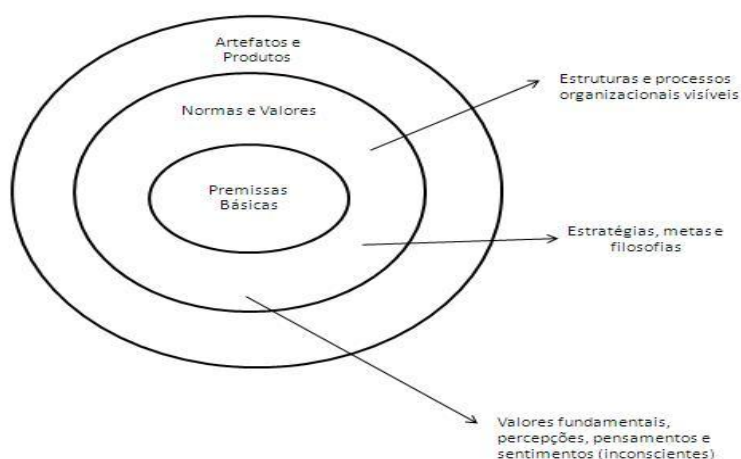 Artefatos e
Produtos
Normas e Valores
Premissas
Básicas
Estruturas e processos
organizacionais visíveis
Estratégias, metas e
filosofias
Valores fundamentais,
percepções, pensamentos e
sentimentos (inconscientes)